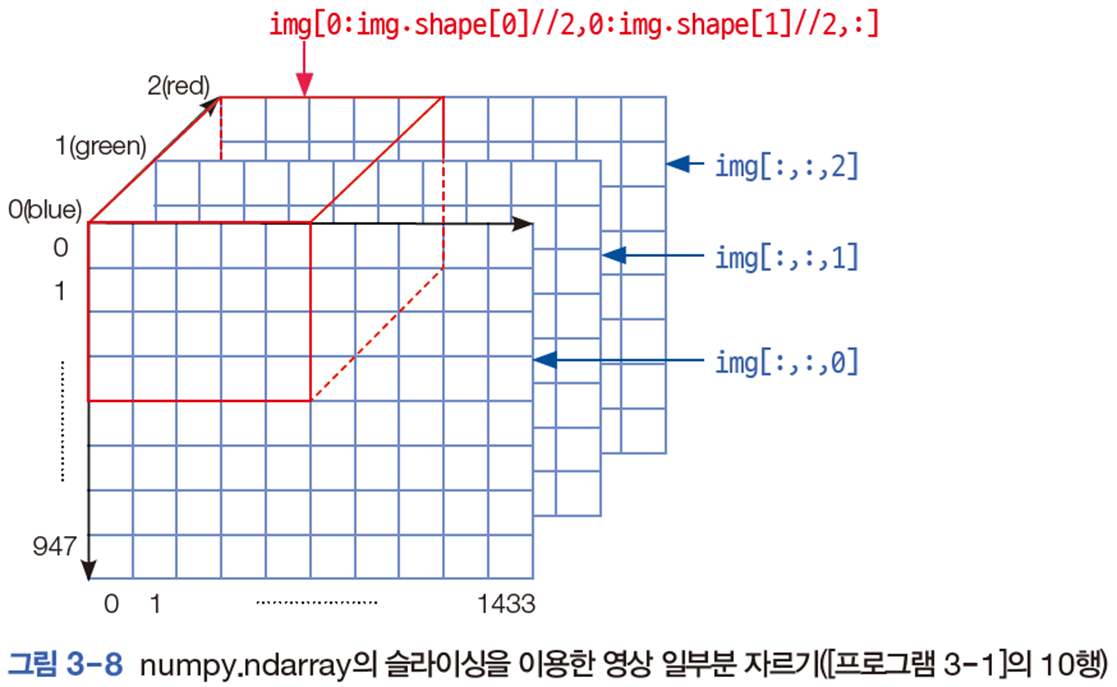 img[0:img.shape[0]//2,0:img.shape[1]//2,:]
2(red)
1(green)
0(blue)
img[:,:,2]
img[:,:,1]
img[:,:,0]
0
1
947
0 1 1433
그림 3-8 numpy.ndarray의 슬라이싱을 이용한 영상 일부분 자르기([프로그램 3-1]의 10행)